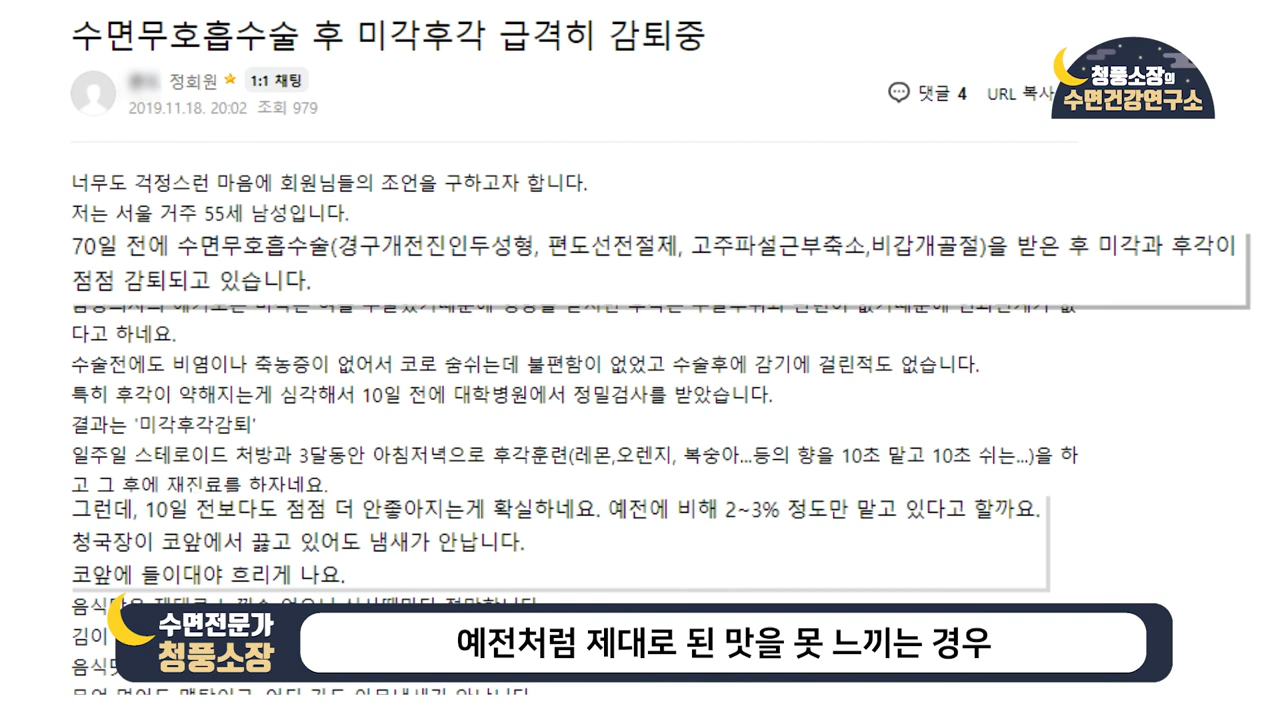 수면무호흡수술 후 미각후각 급격히 감퇴중
정회원 1:1 채팅
2019.11.18. 20:02 조회 979
댓글 4 URL 복사
청풍소장의
수면건강연구소
너무도 걱정스런 마음에 회원님들의 조언을 구하고자 합니다.
저는 서울 거주 55세 남성입니다.
70일 전에 수면무호흡수술(경구개전진인두성형, 편도선전절제, 고주파설근부축소,비갑개골절)을 받은 후 미각과 후각이
점점 감퇴되고 있습니다.
다고 하네요.
수술전에도 비염이나 축농증이 없어서 코로 숨쉬는데 불편함이 없었고 수술후에 감기에 걸린적도 없습니다.
특히 후각이 약해지는게 심각해서 10일 전에 대학병원에서 정밀검사를 받았습니다.
결과는 '미각후각감퇴'
일주일 스테로이드 처방과 3달동안 아침저녁으로 후각훈련(레몬,오렌지, 복숭아...등의 향을 10초 맡고 10초 쉬는...)을 하
고 그 후에 재진료를 하자네요.
그런데, 10일 전보다도 점점 더 안좋아지는게 확실하네요. 예전에 비해 2~3% 정도만 맡고 있다고 할까요.
청국장이 코앞에서 끓고 있어도 냄새가 안납니다.
코앞에 들이대야 흐리게 나요.
김이
수면전문가
청풍소장
예전처럼 제대로 된 맛을 못 느끼는 경우